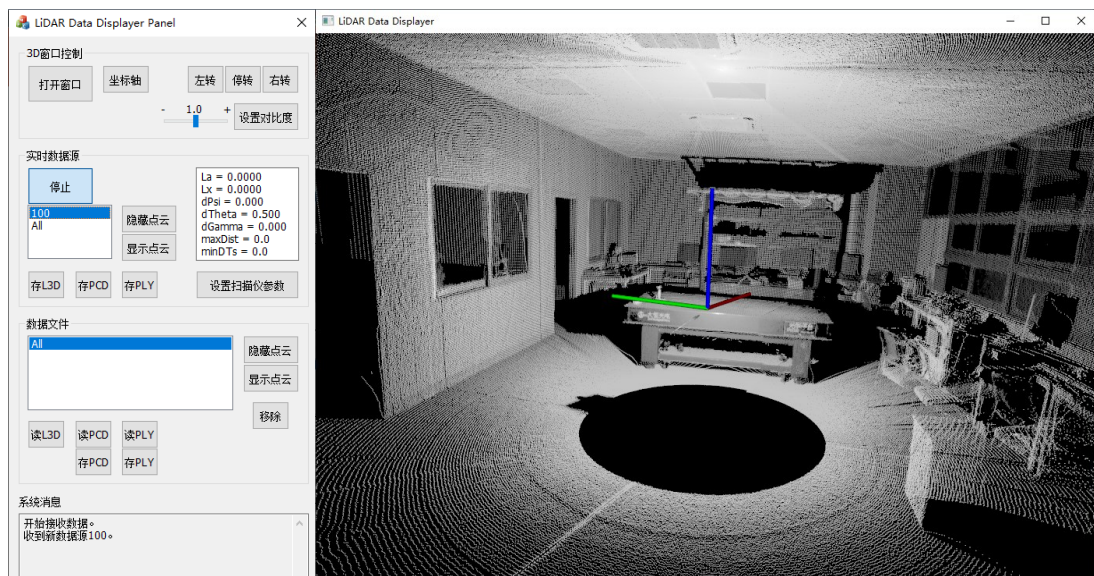 LiDAR Data Displayer Panel
3D窗口控制
打开窗口
坐标轴
左转
停转
右转
- 1.0 +
设置对比度
实时数据源
停止
100
All
隐藏点云
显示点云
La = 0.0000
Lx = 0.0000
dPsi = 0.000
dTheta = 0.500
dGamma = 0.000
maxDist = 0.0
minDTs = 0.0
存L3D
存PCD
存PLY
设置扫描仪参数
数据文件
All
隐藏点云
显示点云
移除
读L3D
读PCD
读PLY
存PCD
存PLY
系统消息
开始接收数据。
收到新数据源100。
LiDAR Data Displayer